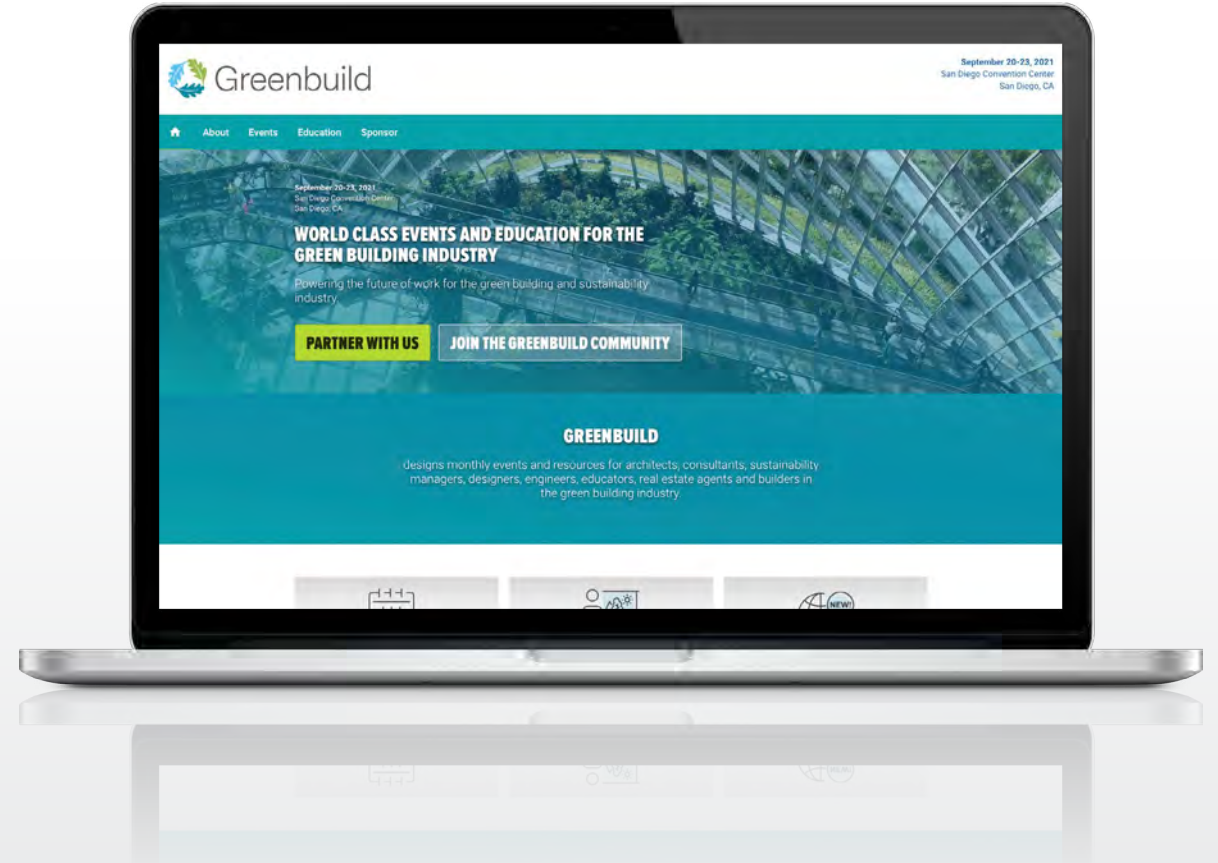 Greenbuild
September 20-23, 2021
San Diego Convention Center
San Diego, CA
About Events Education Sponsor
September 20-23, 2021
San Diego Convention Center
San Diego, CA
WORLD CLASS EVENTS AND EDUCATION FOR THE
GREEN BUILDING INDUSTRY
Powering the future of work for the green building and sustainability
industry.
PARTNER WITH US JOIN THE GREENBUILD COMMUNITY
GREENBUILD
designs monthly events and resources for architects, consultants, sustainability
managers, designers, engineers, educators, real estate agents and builders in
the green building industry.
NEW!